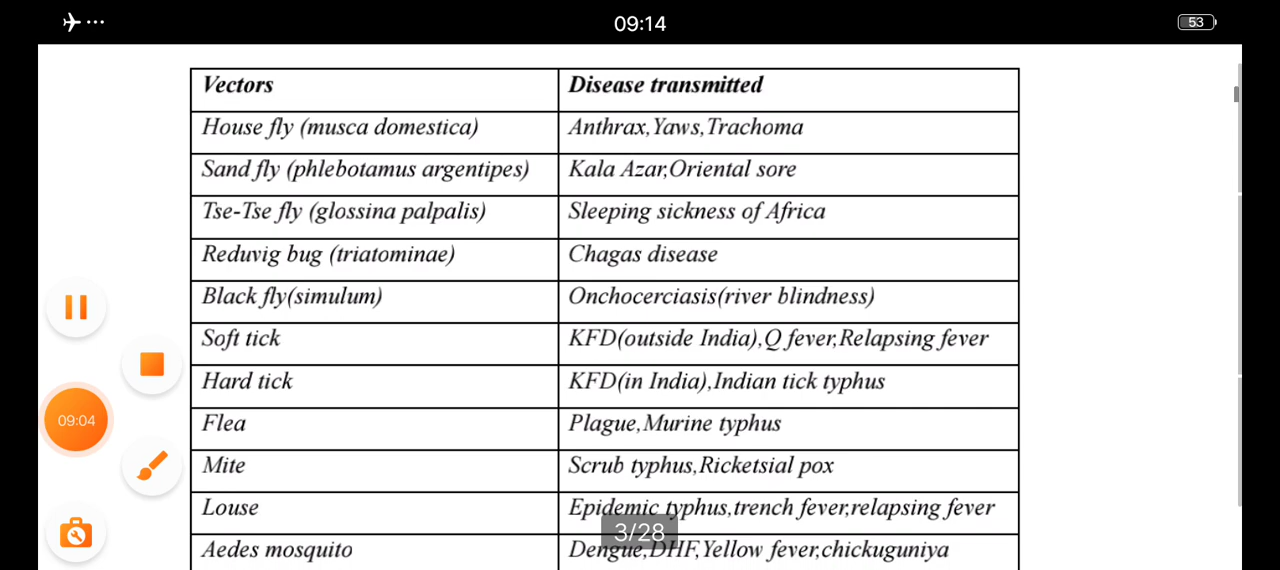 09:14
53
Vectors Disease transmitted
House fly (musca domestica) Anthrax,Yaws,Trachoma
Sand fly (phlebotamus argentipes) Kala Azar,Oriental sore
Tse-Tse fly (glossina palpalis) Sleeping sickness of Africa
Reduvig bug (triatominae) Chagas disease
Black fly(simulum) Onchocerciasis(river blindness)
Soft tick KFD(outside India),Q fever,Relapsing fever
Hard tick KFD(in India),Indian tick typhus
09:04
Flea Plague,Murine typhus
Mite Scrub typhus,Ricketsial pox
Louse Epidemic typhus,trench fever,relapsing fever
3/28
Aedes mosquito Dengue,DHF,Yellow fever,chickuguniya